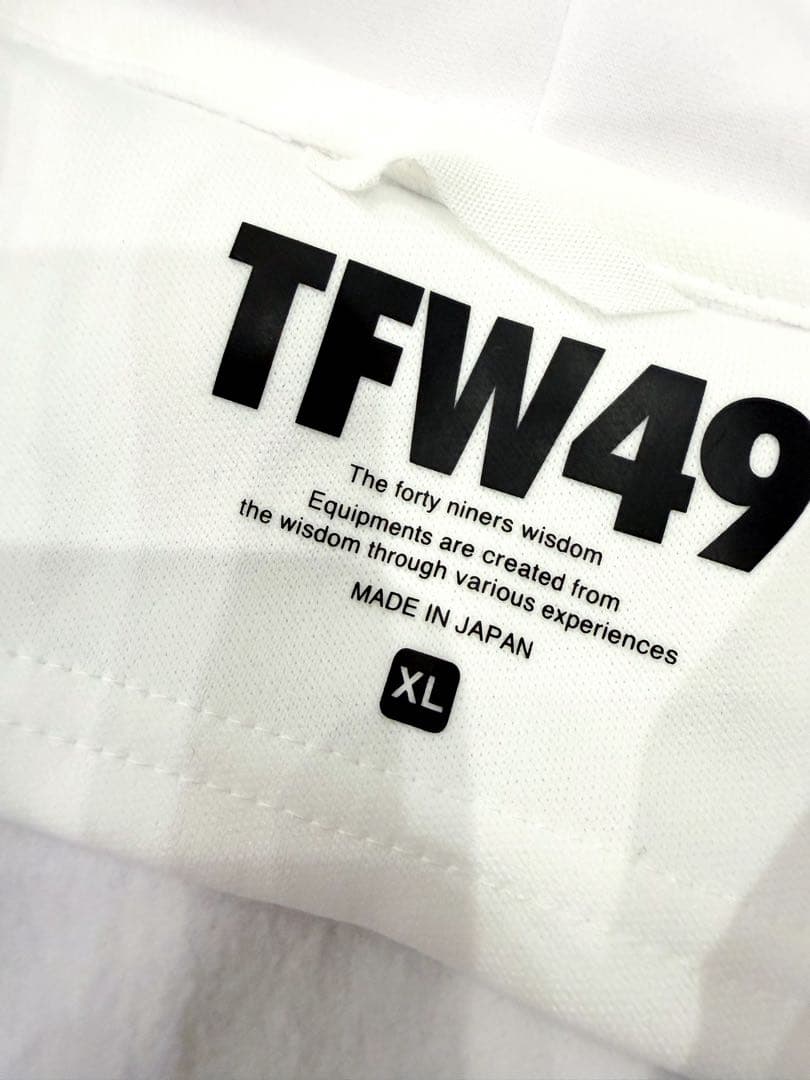 TFW49
The forty niners wisdom
Equipments are created from
the wisdom through various experiences
MADE IN JAPAN
XL